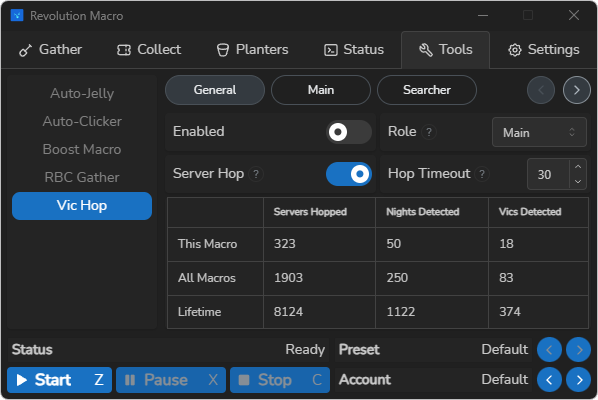 Revolution Macro
Gather Collect Planters Status Tools Settings
Auto-Jelly
Auto-Clicker
Boost Macro
RBC Gather
Vic Hop
General Main Searcher
Enabled Role ? Main
Server Hop ? Hop Timeout ? 30
Servers Hopped Nights Detected Vics Detected
This Macro 323 50 18
All Macros 1903 250 83
Lifetime 8124 1122 374
Status Ready Preset Default
Start Z Pause X Stop C Account Default